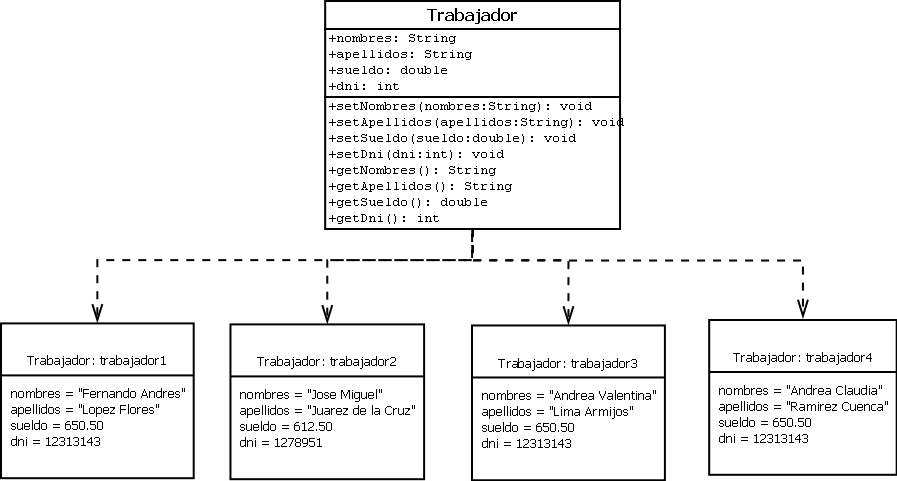 Trabajador
+nombres: String
+apellidos: String
+sueldo: double
+dni: int
+setNombres(nombres:String): void
+setApellidos(apellidos:String): void
+setSueldo(sueldo:double): void
+setDni(dni:int): void
+getNombres(): String
+getApellidos(): String
+getSueldo(): double
+getDni(): int
Trabajador: trabajador1
nombres = "Fernando Andres"
apellidos = "Lopez Flores"
sueldo = 650.50
dni = 12313143
Trabajador: trabajador2
nombres = "Jose Miguel"
apellidos = "Juarez de la Cruz"
sueldo = 612.50
dni = 1278951
Trabajador: trabajador3
nombres = "Andrea Valentina"
apellidos = "Lima Armijos"
sueldo = 650.50
dni = 12313143
Trabajador: trabajador4
nombres = "Andrea Claudia"
apellidos = "Ramirez Cuenca"
sueldo = 650.50
dni = 12313143